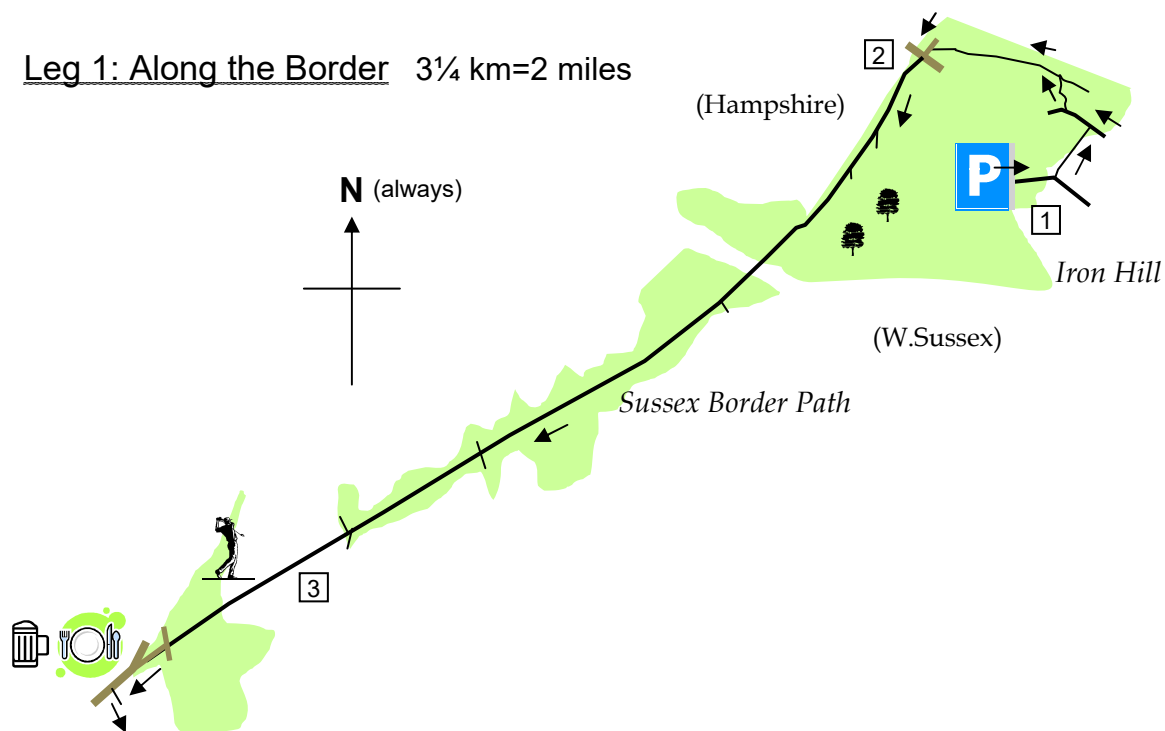 Leg 1: Along the Border 3¼ km=2 miles
2
(Hampshire)
P
N (always)
1
Iron Hill
(W.Sussex)
Sussex Border Path
3